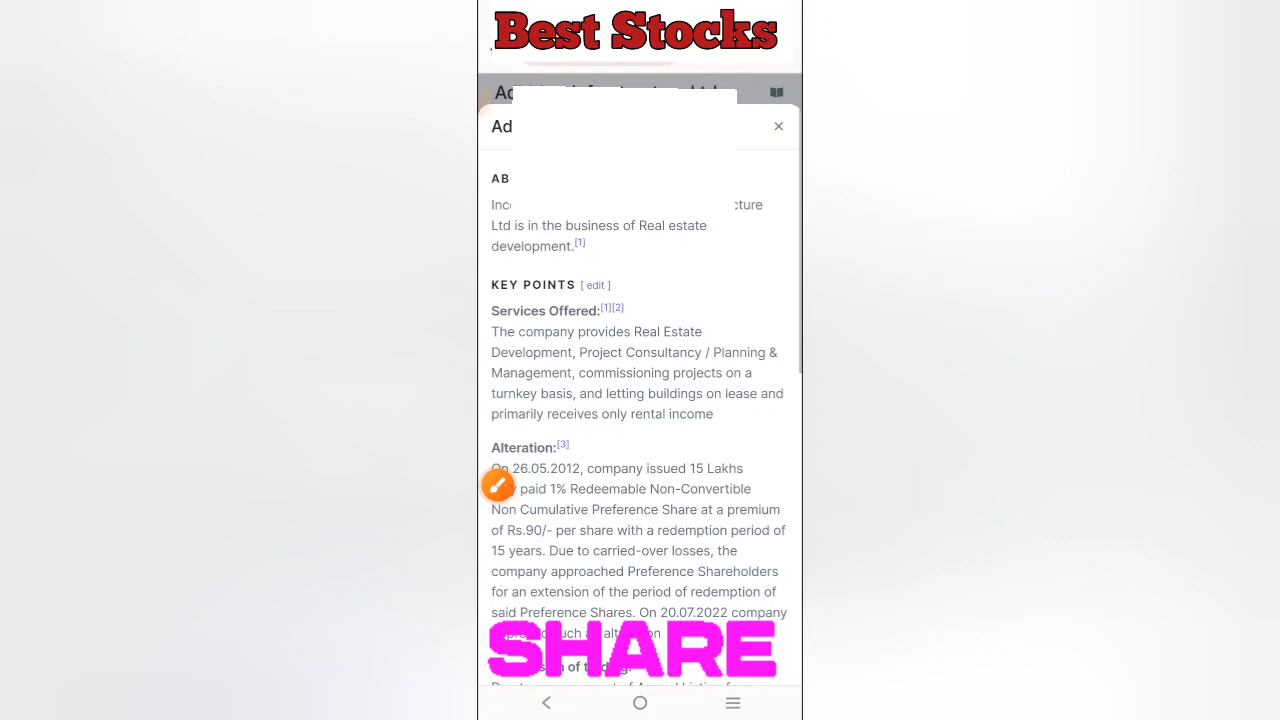 Best Stocks
Ad
AB
Inc cture
Ltd is in the business of Real estate
development.[1]
KEY POINTS [ edit ]
Services Offered:[1][2]
The company provides Real Estate
Development, Project Consultancy / Planning &
Management, commissioning projects on a
turnkey basis, and letting buildings on lease and
primarily receives only rental income
Alteration:[3]
On 26.05.2012, company issued 15 Lakhs
paid 1% Redeemable Non-Convertible
Non Cumulative Preference Share at a premium
of Rs.90/- per share with a redemption period of
15 years. Due to carried-over losses, the
company approached Preference Shareholders
for an extension of the period of redemption of
said Preference Shares. On 20.07.2022 company
SHARE